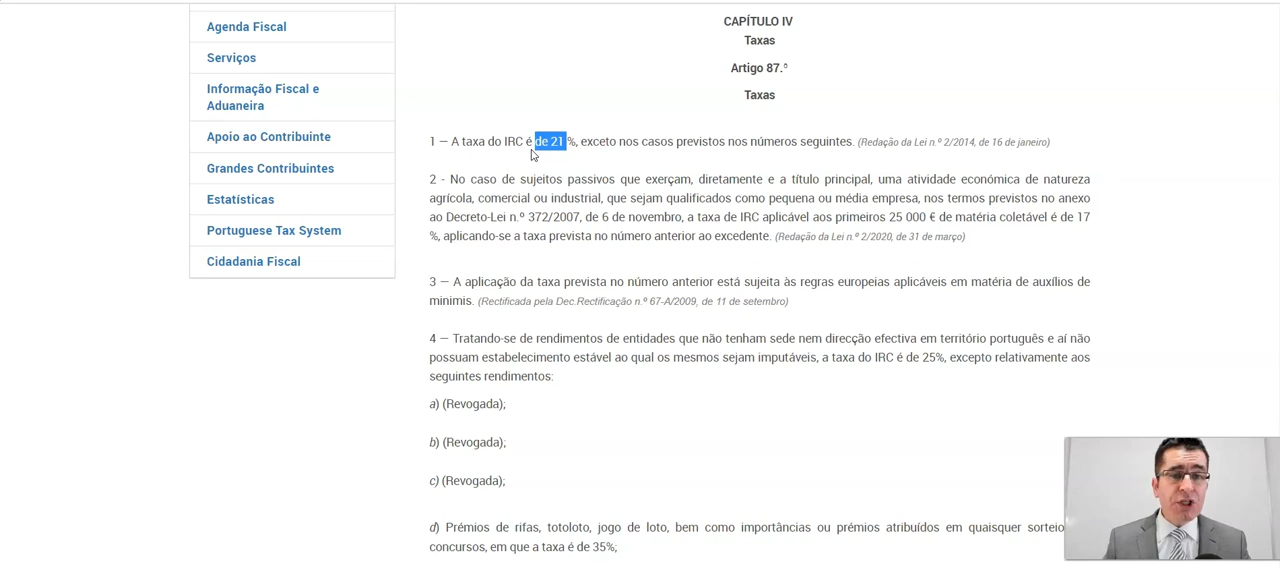 Agenda Fiscal
Serviços
Informação Fiscal e
Aduaneira
Apoio ao Contribuinte
Grandes Contribuintes
Estatísticas
Portuguese Tax System
Cidadania Fiscal
CAPÍTULO IV
Taxas
Artigo 87.º
Taxas
1 — A taxa do IRC é de 21 %, exceto nos casos previstos nos números seguintes. (Redação da Lei n.º 2/2014, de 16 de janeiro)
2 - No caso de sujeitos passivos que exerçam, diretamente e a título principal, uma atividade económica de natureza
agrícola, comercial ou industrial, que sejam qualificados como pequena ou média empresa, nos termos previstos no anexo
ao Decreto-Lei n.º 372/2007, de 6 de novembro, a taxa de IRC aplicável aos primeiros 25 000 € de matéria coletável é de 17
%, aplicando-se a taxa prevista no número anterior ao excedente. (Redação da Lei n.º 2/2020, de 31 de março)
3 — A aplicação da taxa prevista no número anterior está sujeita às regras europeias aplicáveis em matéria de auxílios de
minimis. (Rectificada pela Dec.Rectificação n.º 67-A/2009, de 11 de setembro)
4 — Tratando-se de rendimentos de entidades que não tenham sede nem direcção efectiva em território português e aí não
possuam estabelecimento estável ao qual os mesmos sejam imputáveis, a taxa do IRC é de 25%, excepto relativamente aos
seguintes rendimentos:
a) (Revogada);
b) (Revogada);
c) (Revogada);
d) Prémios de rifas, totoloto, jogo de loto, bem como importâncias ou prémios atribuídos em quaisquer sorteio
concursos, em que a taxa é de 35%;